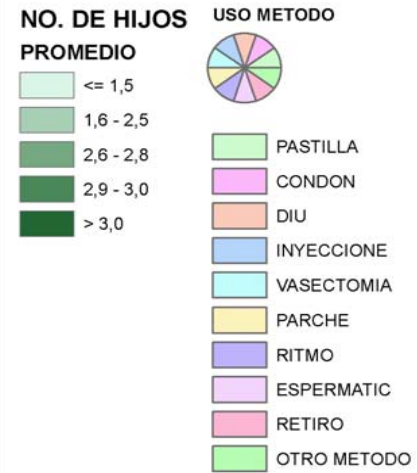 NO. DE HIJOS
PROMEDIO
<= 1,5
1,6 - 2,5
2,6 - 2,8
2,9 - 3,0
> 3,0
USO METODO
PASTILLA
CONDON
DIU
INYECCIONE
VASECTOMIA
PARCHE
RITMO
ESPERMATIC
RETIRO
OTRO METODO